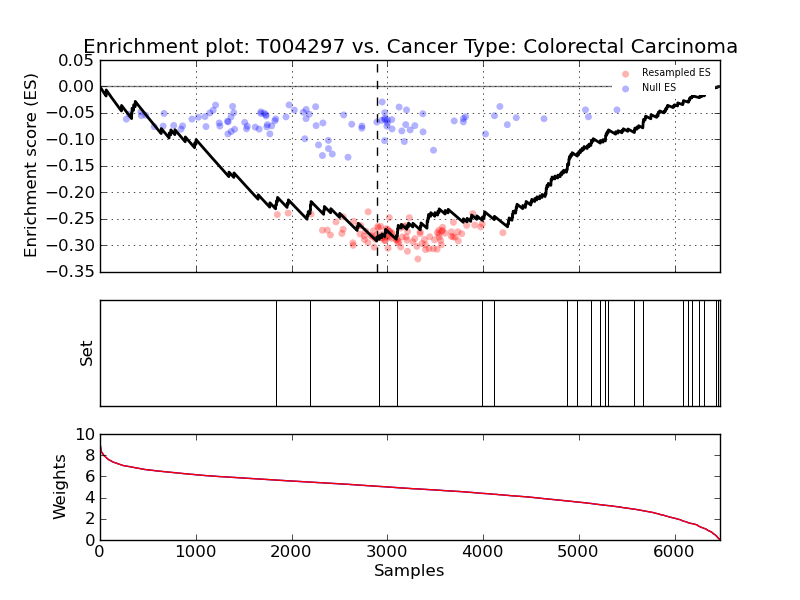 Enrichment plot: T004297 vs. Cancer Type: Colorectal Carcinoma
Enrichment score (ES)
0.05
0.00
−0.05
−0.10
−0.15
−0.20
−0.25
−0.30
−0.35
Resampled ES
Null ES
Set
Weights
10
8
6
4
2
0
0 1000 2000 3000 4000 5000 6000
Samples